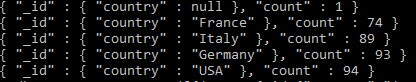 { "_id" : { "country" : null }, "count" : 1 }
{ "_id" : { "country" : "France" }, "count" : 74 }
{ "_id" : { "country" : "Italy" }, "count" : 89 }
{ "_id" : { "country" : "Germany" }, "count" : 93 }
{ "_id" : { "country" : "USA" }, "count" : 94 }